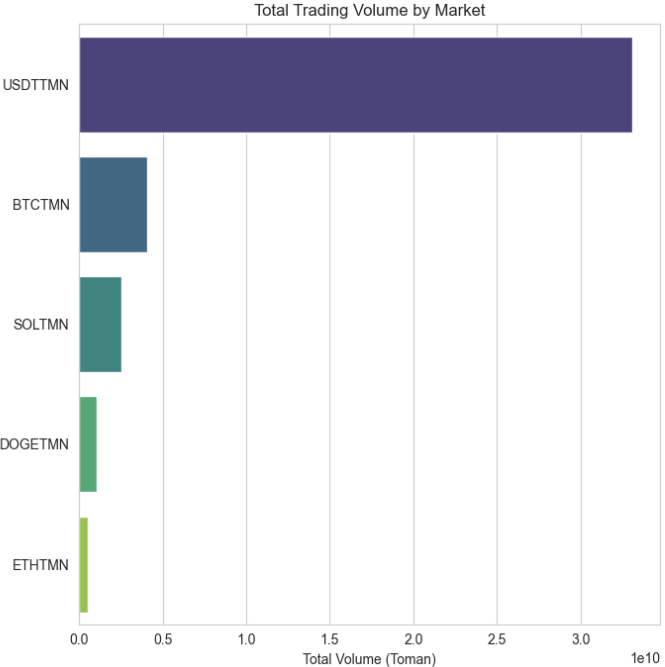 Total Trading Volume by Market
USDTTMN
BTCTMN
SOLTMN
DOGETMN
ETHTMN
0.0 0.5 1.0 1.5 2.0 2.5 3.0
1e10
Total Volume (Toman)